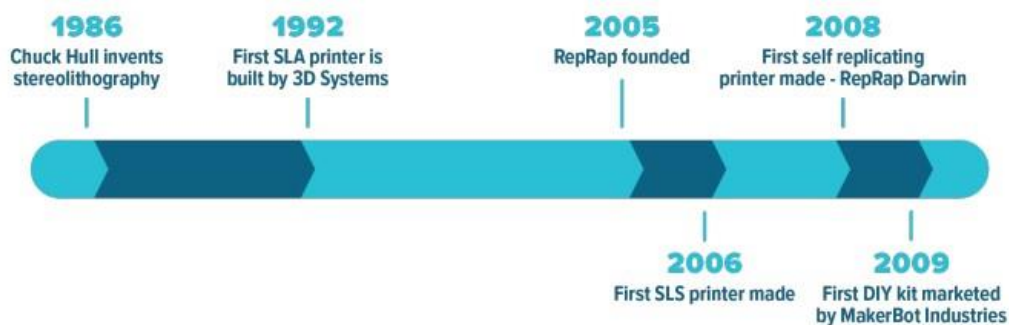 1986
Chuck Hull invents
stereolithography
1992
First SLA printer is
built by 3D Systems
2005
RepRap founded
2008
First self replicating
printer made - RepRap Darwin
2006
First SLS printer made
2009
First DIY kit marketed
by MakerBot Industries